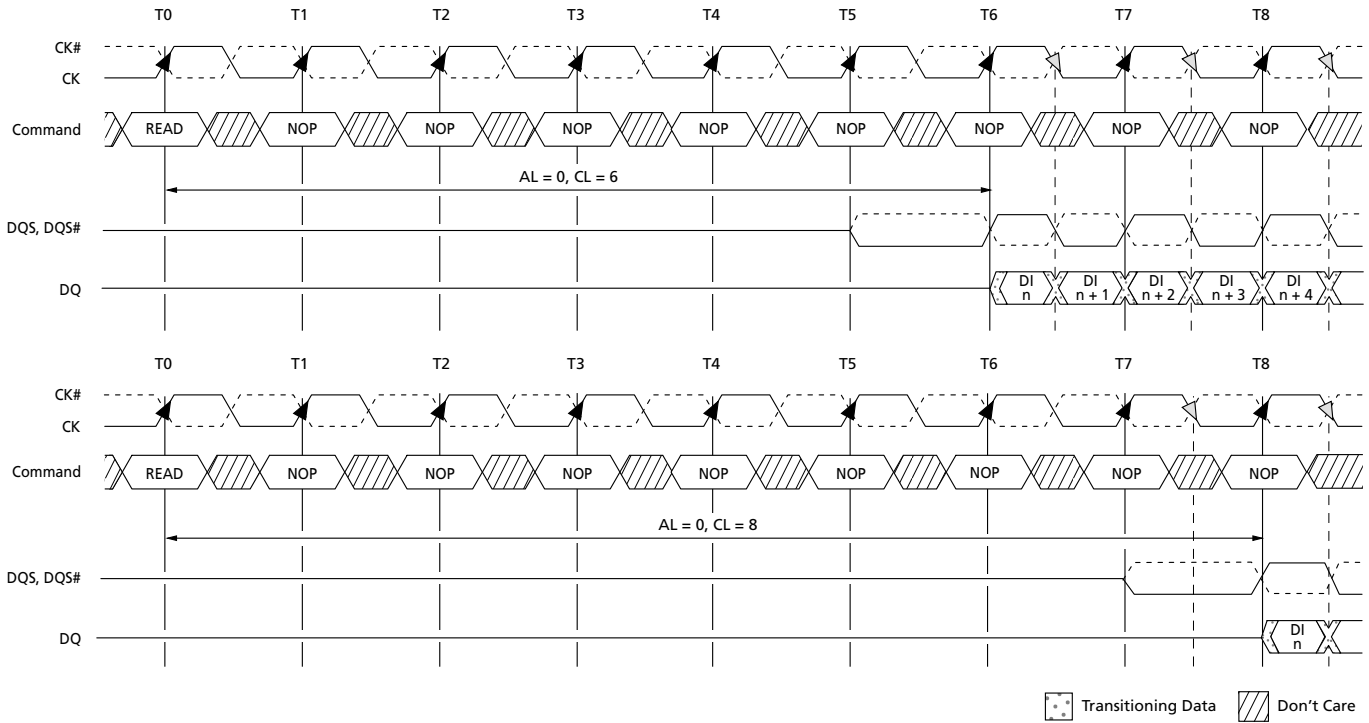 T0 T1 T2 T3 T4 T5 T6 T7 T8
CK#
CK
Command READ NOP NOP NOP NOP NOP NOP NOP NOP
AL = 0, CL = 6
DQS, DQS#
DQ DI n DI n + 1 DI n + 2 DI n + 3 DI n + 4
T0 T1 T2 T3 T4 T5 T6 T7 T8
CK#
CK
Command READ NOP NOP NOP NOP NOP NOP NOP NOP
AL = 0, CL = 8
DQS, DQS#
DQ DI n
Transitioning Data Don't Care